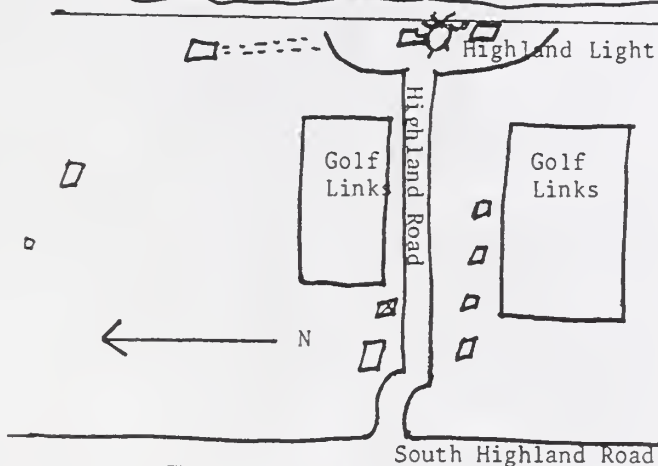 Highland Light
Highland Road
Golf
Links
Golf
Links
N
South Highland Road